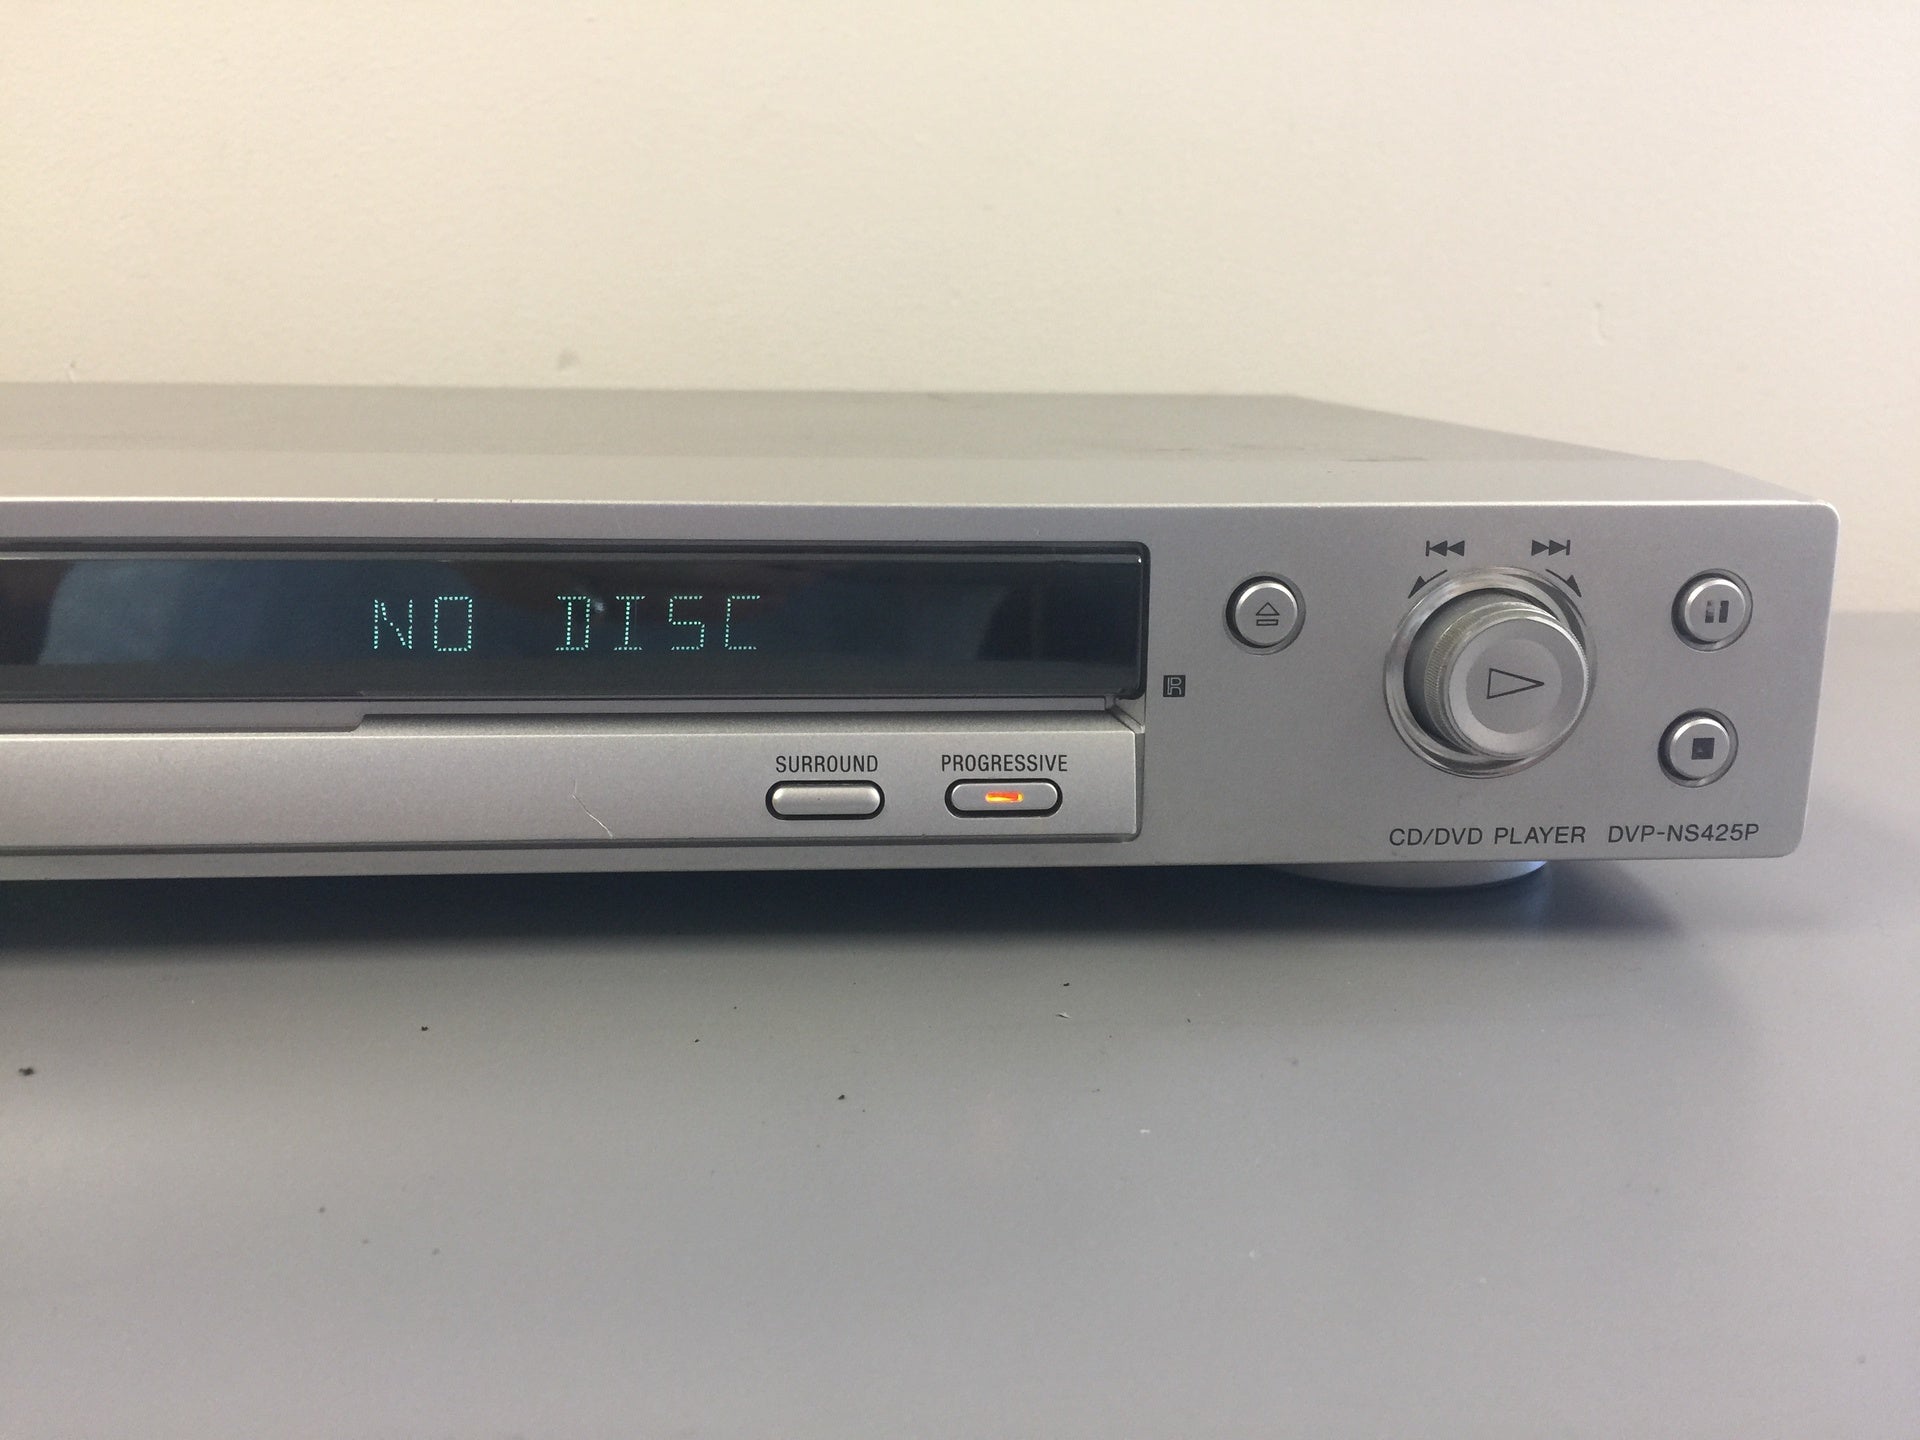 NO DISC
SURROUND PROGRESSIVE
CD/DVD PLAYER DVP-NS425P